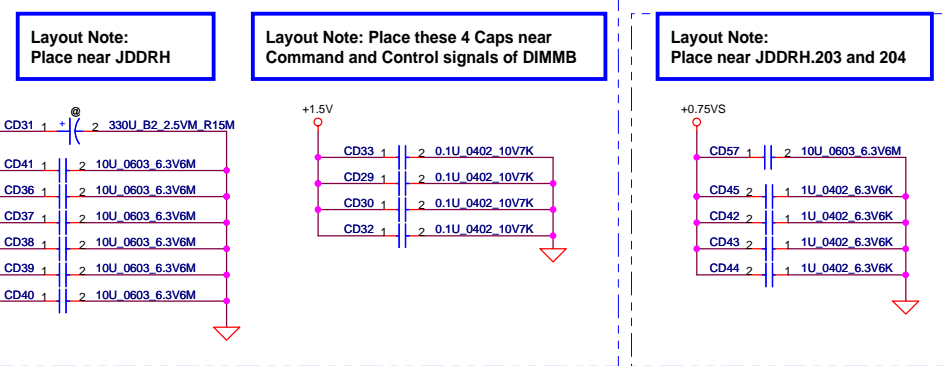 Layout Note:
Place near JDDRH
Layout Note: Place these 4 Caps near
Command and Control signals of DIMMB
Layout Note:
Place near JDDRH.203 and 204
@
CD31 1 + 2 330U_B2_2.5VM_R15M
CD41 1 2 10U_0603_6.3V6M
CD36 1 2 10U_0603_6.3V6M
CD37 1 2 10U_0603_6.3V6M
CD38 1 2 10U_0603_6.3V6M
CD39 1 2 10U_0603_6.3V6M
CD40 1 2 10U_0603_6.3V6M
+1.5V
CD33 1 2 0.1U_0402_10V7K
CD29 1 2 0.1U_0402_10V7K
CD30 1 2 0.1U_0402_10V7K
CD32 1 2 0.1U_0402_10V7K
+0.75VS
CD57 1 2 10U_0603_6.3V6M
CD45 2 1 1U_0402_6.3V6K
CD42 2 1 1U_0402_6.3V6K
CD43 2 1 1U_0402_6.3V6K
CD44 2 1 1U_0402_6.3V6K